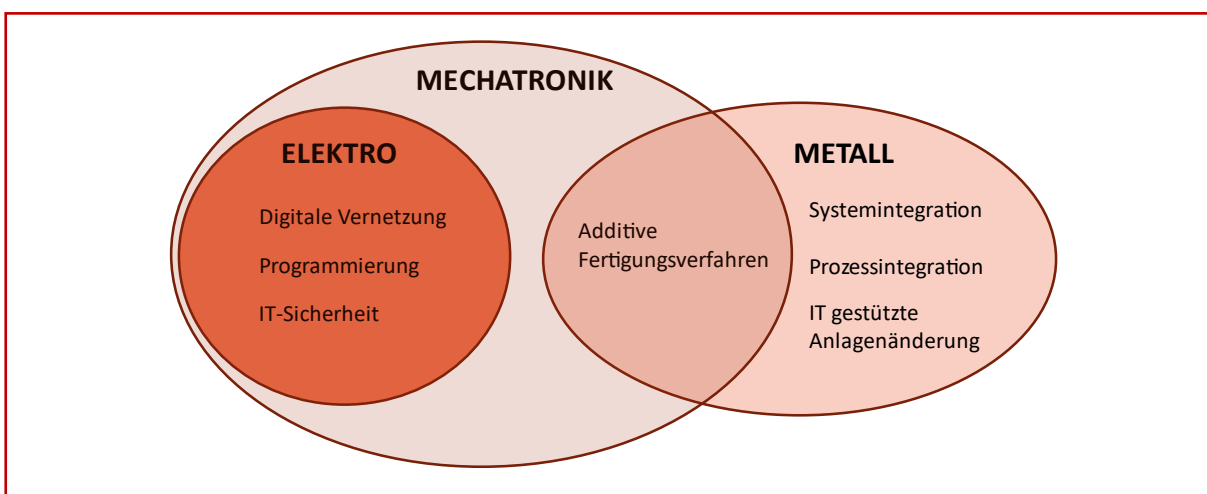 MECHATRONIK
ELEKTRO
Digitale Vernetzung
Programmierung
IT-Sicherheit
Additive
Fertigungsverfahren
METALL
Systemintegration
Prozessintegration
IT gestützte
Anlagenänderung